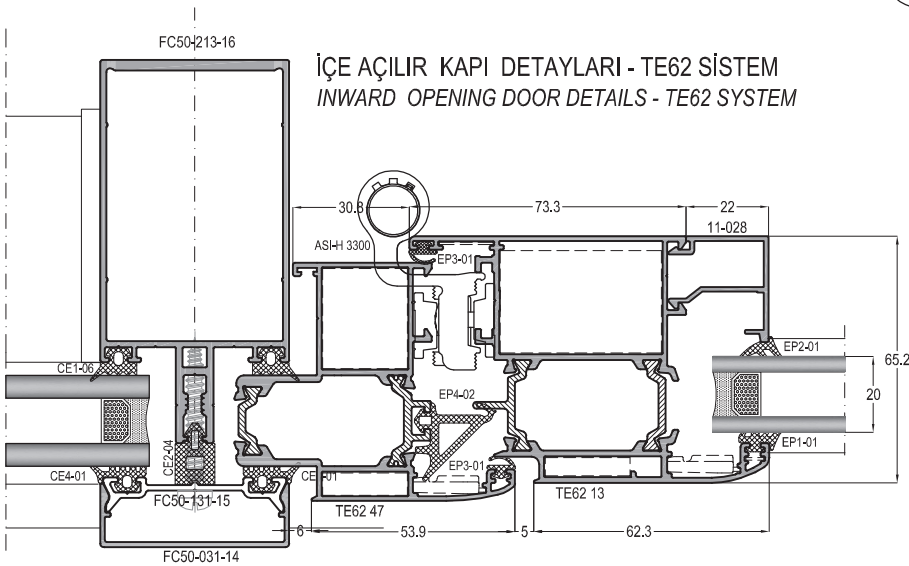 FC50-213-16
İÇE AÇILIR KAPI DETAYLARI - TE62 SİSTEM
INWARD OPENING DOOR DETAILS - TE62 SYSTEM
30.8
73.3
22
11-028
ASI-H 3300
EP3-01
CE1-06
EP2-01
65.2
20
EP4-02
CE2-04
EP3-01
EP1-01
CE4-01
FC50-131-15
TE62 47
TE62 13
6
53.9
5
62.3
FC50-031-14